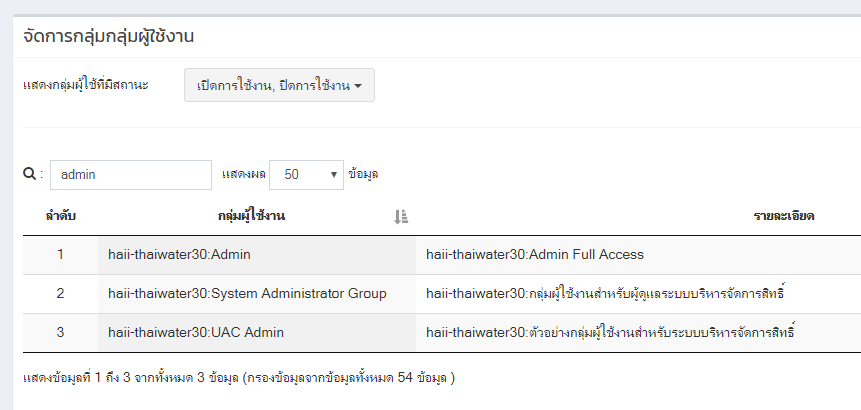 จัดการกลุ่มกลุ่มผู้ใช้งาน
แสดงกลุ่มผู้ใช้ที่มีสถานะ เปิดการใช้งาน, ปิดการใช้งาน
: admin แสดงผล 50 ข้อมูล
ลำดับ กลุ่มผู้ใช้งาน รายละเอียด
1 haii-thaiwater30:Admin haii-thaiwater30:Admin Full Access
2 haii-thaiwater30:System Administrator Group haii-thaiwater30:กลุ่มผู้ใช้งานสำหรับผู้ดูแลระบบบริหารจัดการสิทธิ์
3 haii-thaiwater30:UAC Admin haii-thaiwater30:ตัวอย่างกลุ่มผู้ใช้งานสำหรับระบบบริหารจัดการสิทธิ์
แสดงข้อมูลที่ 1 ถึง 3 จากทั้งหมด 3 ข้อมูล (กรองข้อมูลจากข้อมูลทั้งหมด 54 ข้อมูล )